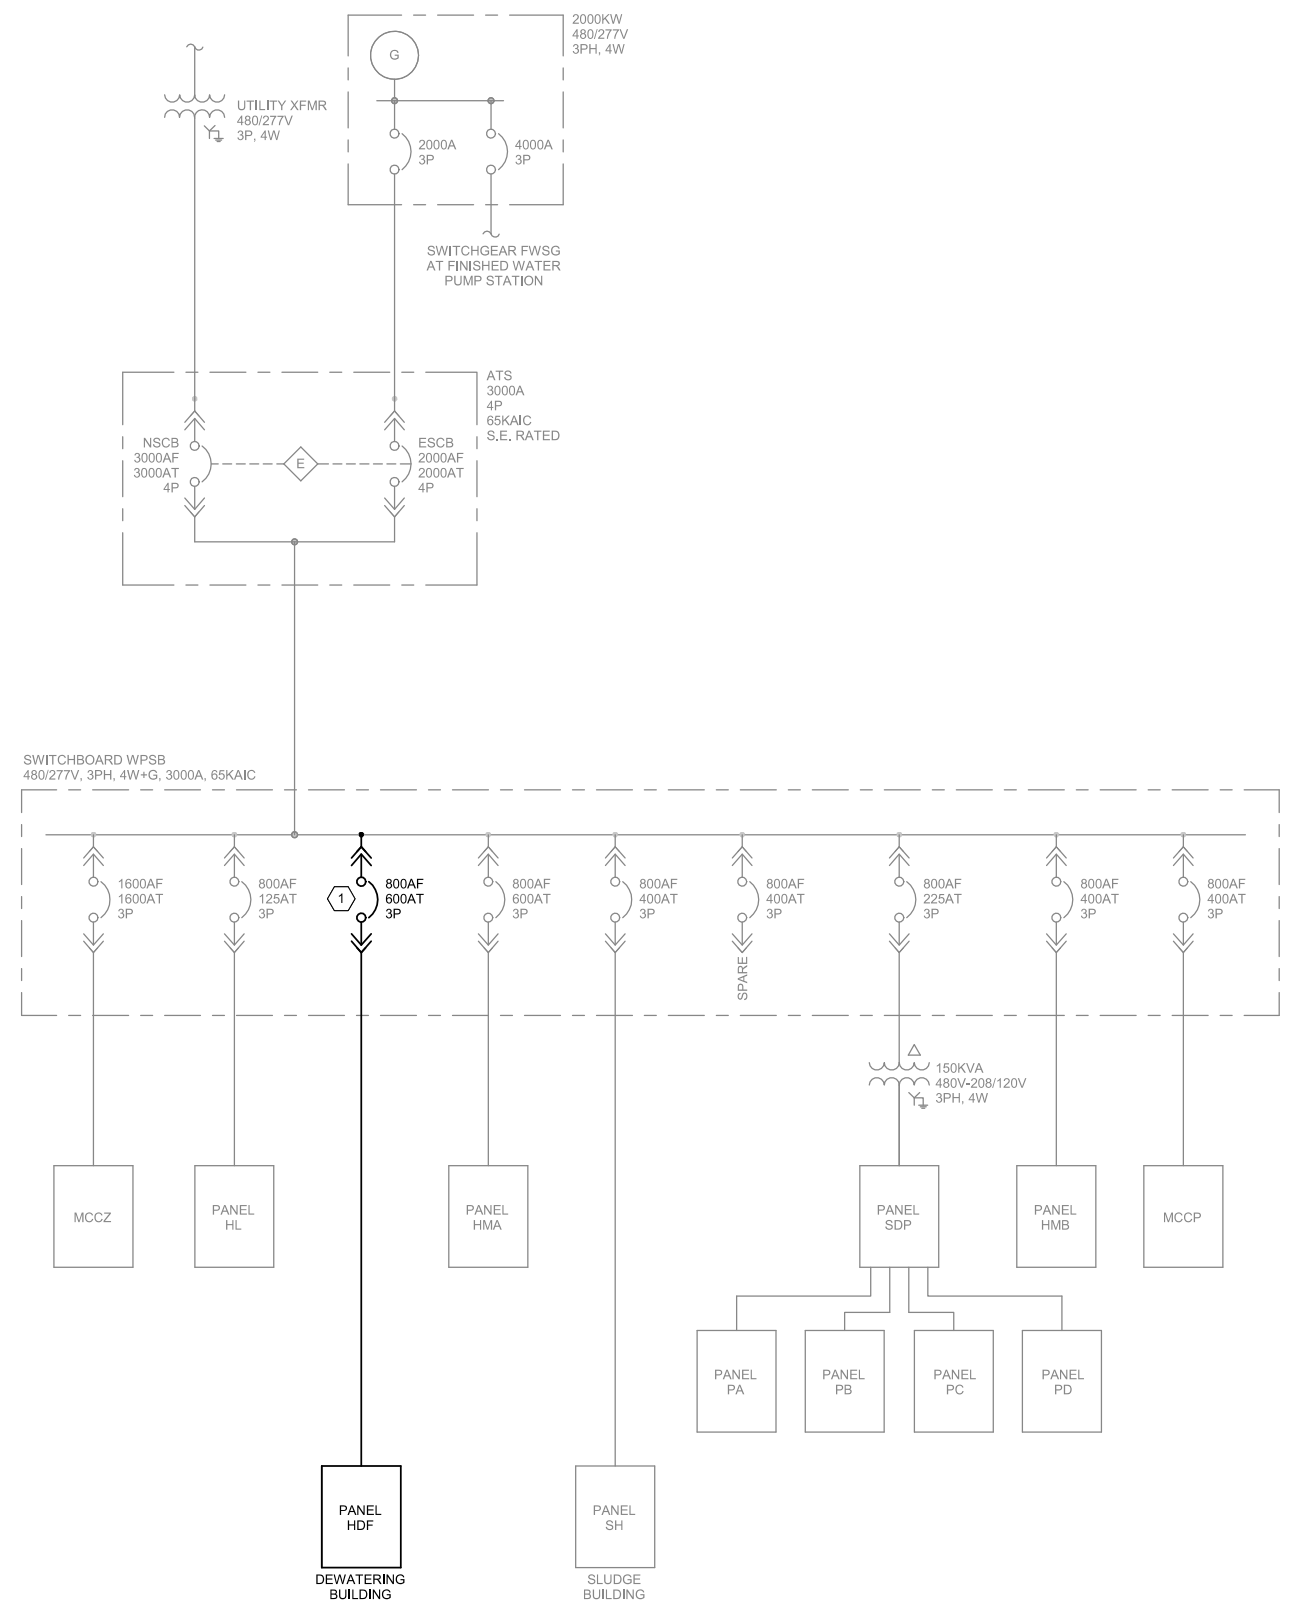 2000KW
480/277V
3PH, 4W
G
UTILITY XFMR
480/277V
3P, 4W
2000A
3P
4000A
3P
SWITCHGEAR FWSG
AT FINISHED WATER
PUMP STATION
ATS
3000A
4P
65KAIC
S.E. RATED
NSCB
3000AF
3000AT
4P
E
ESCB
2000AF
2000AT
4P
SWITCHBOARD WPSB
480/277V, 3PH, 4W+G, 3000A, 65KAIC
1600AF
1600AT
3P
800AF
125AT
3P
1
800AF
600AT
3P
800AF
600AT
3P
800AF
400AT
3P
800AF
400AT
3P
SPARE
800AF
225AT
3P
800AF
400AT
3P
800AF
400AT
3P
150KVA
480V-208/120V
3PH, 4W
MCCZ
PANEL
HL
PANEL
HMA
PANEL
SDP
PANEL
HMB
MCCP
PANEL
PA
PANEL
PB
PANEL
PC
PANEL
PD
PANEL
HDF
DEWATERING
BUILDING
PANEL
SH
SLUDGE
BUILDING